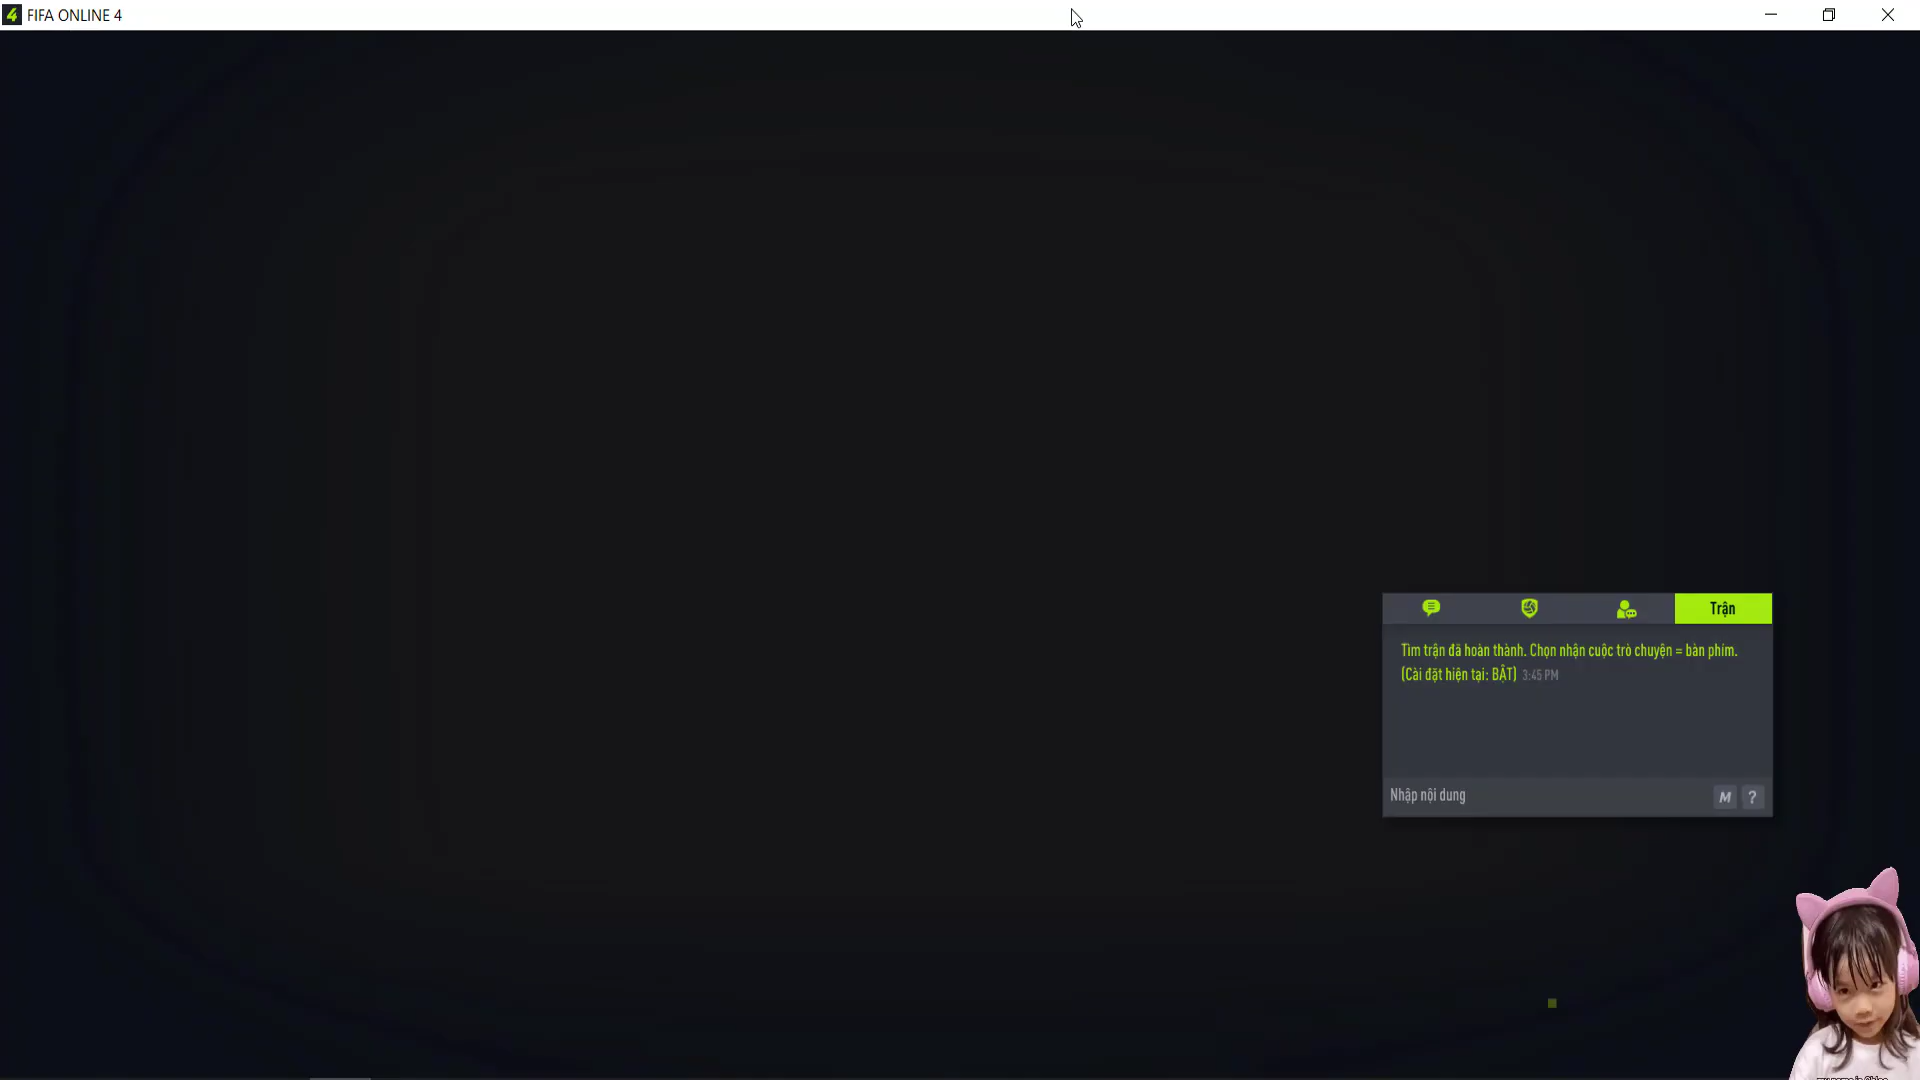 FIFA ONLINE 4
Trận
Tìm trận đã hoàn thành. Chọn nhận cuộc trò chuyện = bàn phím.
(Cài đặt hiện tại: BẬT) 3:45 PM
Nhập nội dung
M ?